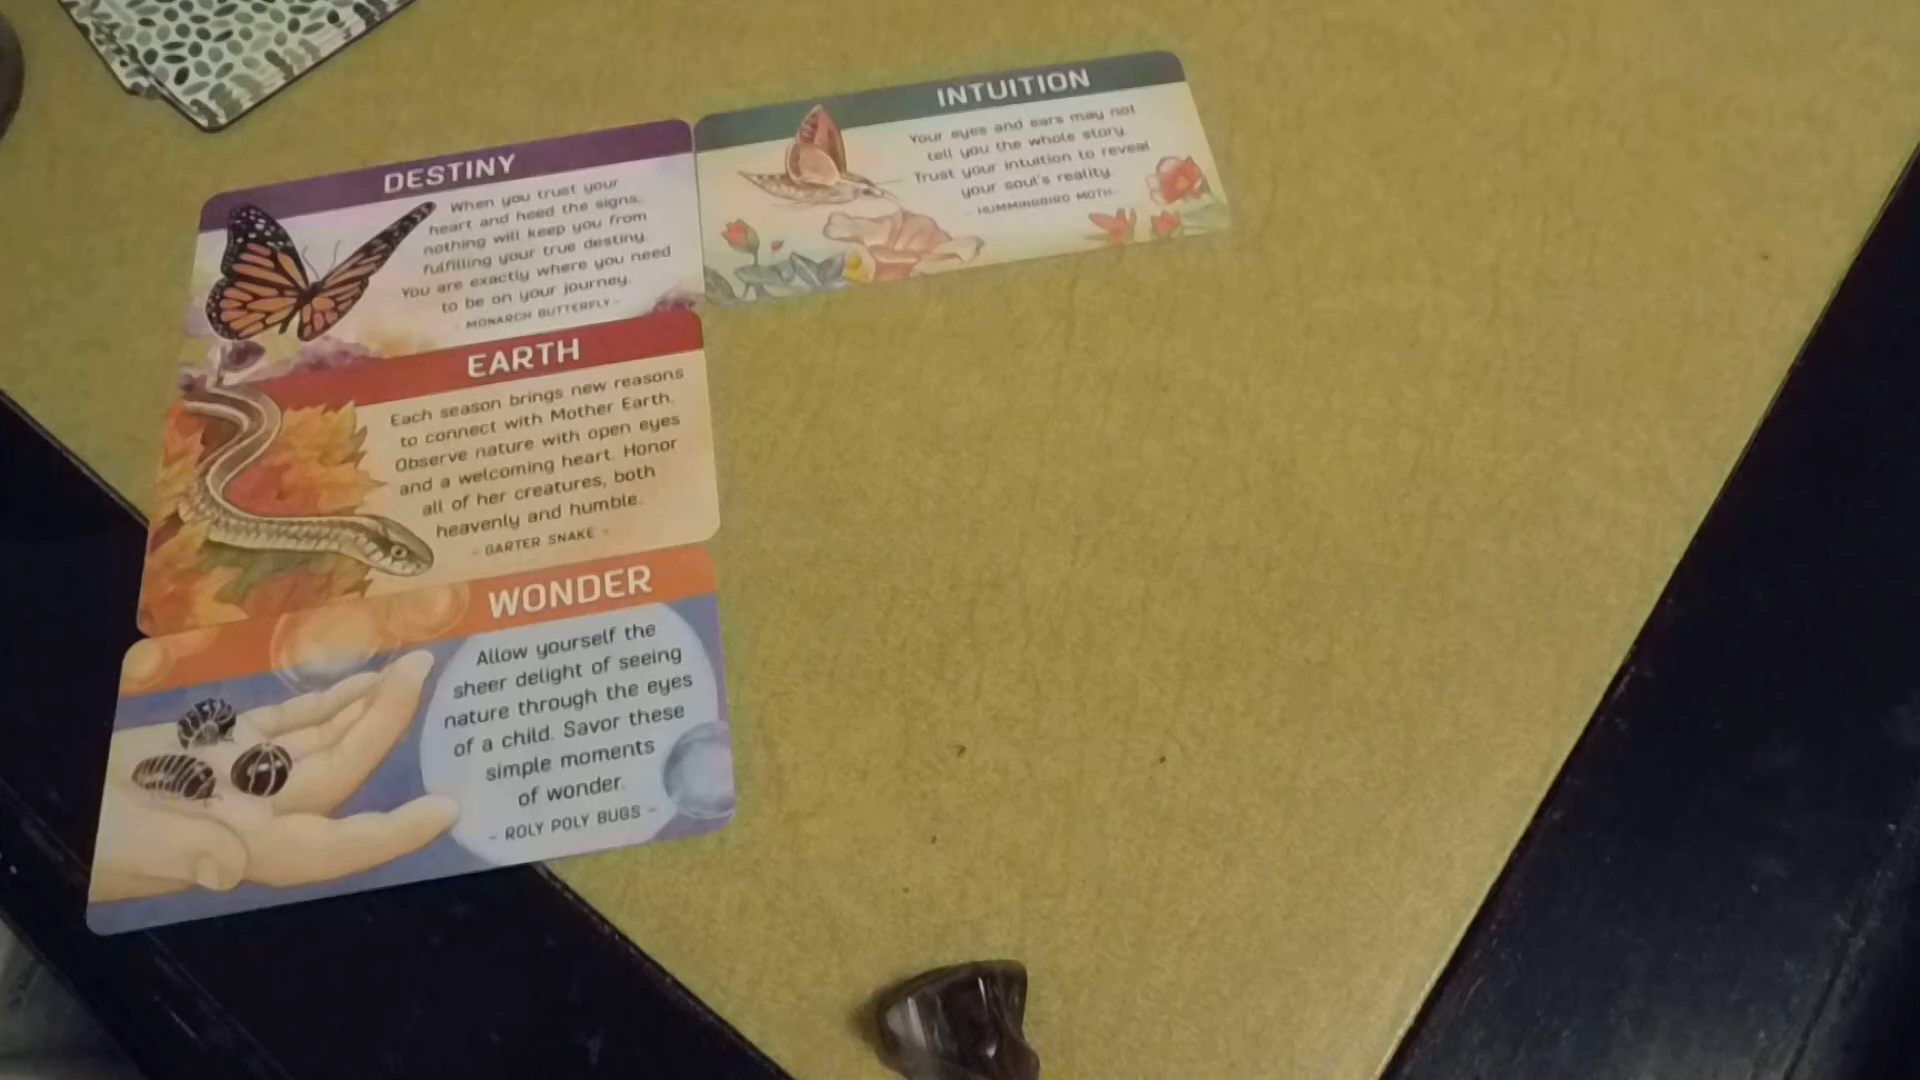 DESTINY
When you trust your
heart and heed the signs,
nothing will keep you from
fulfilling your true destiny.
You are exactly where you need
to be on your journey.
- MONARCH BUTTERFLY -
INTUITION
Your eyes and ears may not
tell you the whole story.
Trust your intuition to reveal
your soul's reality.
- HUMMINGBIRD MOTH -
EARTH
Each season brings new reasons
to connect with Mother Earth.
Observe nature with open eyes
and a welcoming heart. Honor
all of her creatures, both
heavenly and humble.
- GARTER SNAKE -
WONDER
Allow yourself the
sheer delight of seeing
nature through the eyes
of a child. Savor these
simple moments
of wonder.
- ROLY POLY BUGS -